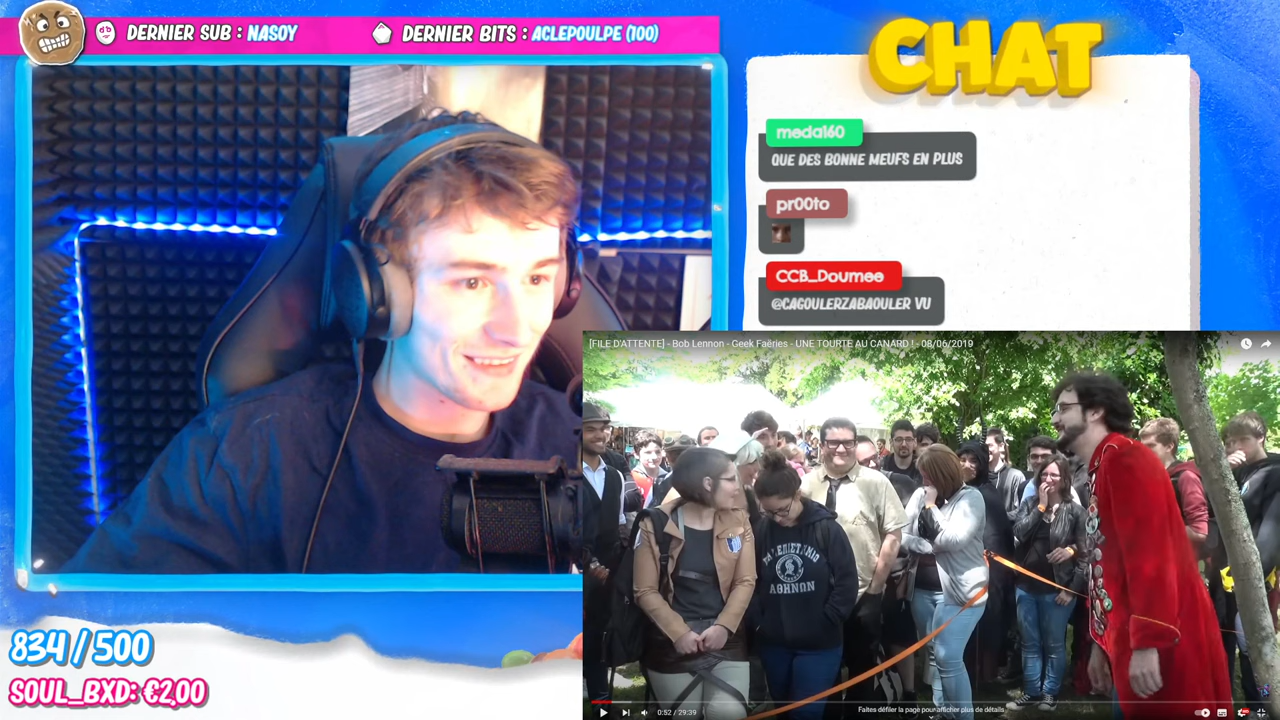 DERNIER SUB : NASOY
DERNIER BITS : ACLEPOULPE (100)
CHAT
meda160
QUE DES BONNE MEUFS EN PLUS
pr00to
CCB_Doumee
@CAGOULERZABAOULER VU
[FILE D'ATTENTE] - Bob Lennon - Geek Faëries - UNE TOURTE AU CANARD ! - 08/06/2019
ΠΑΝΕΠΙΣΤΗΜΙΟ
ΑΘΗΝΩΝ
834 / 500
SOUL_BXD: €2,00
0:52 / 29:39
Faites défiler la page pour afficher plus de détails